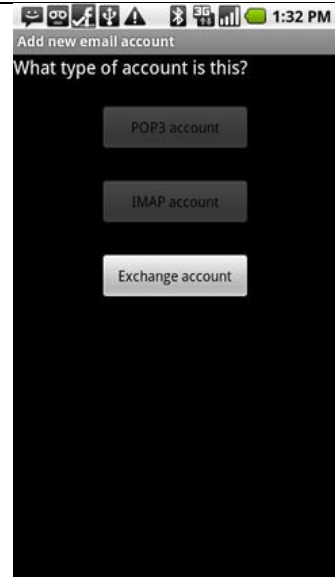 3G 1:32 PM
Add new email account
What type of account is this?
POP3 account
IMAP account
Exchange account